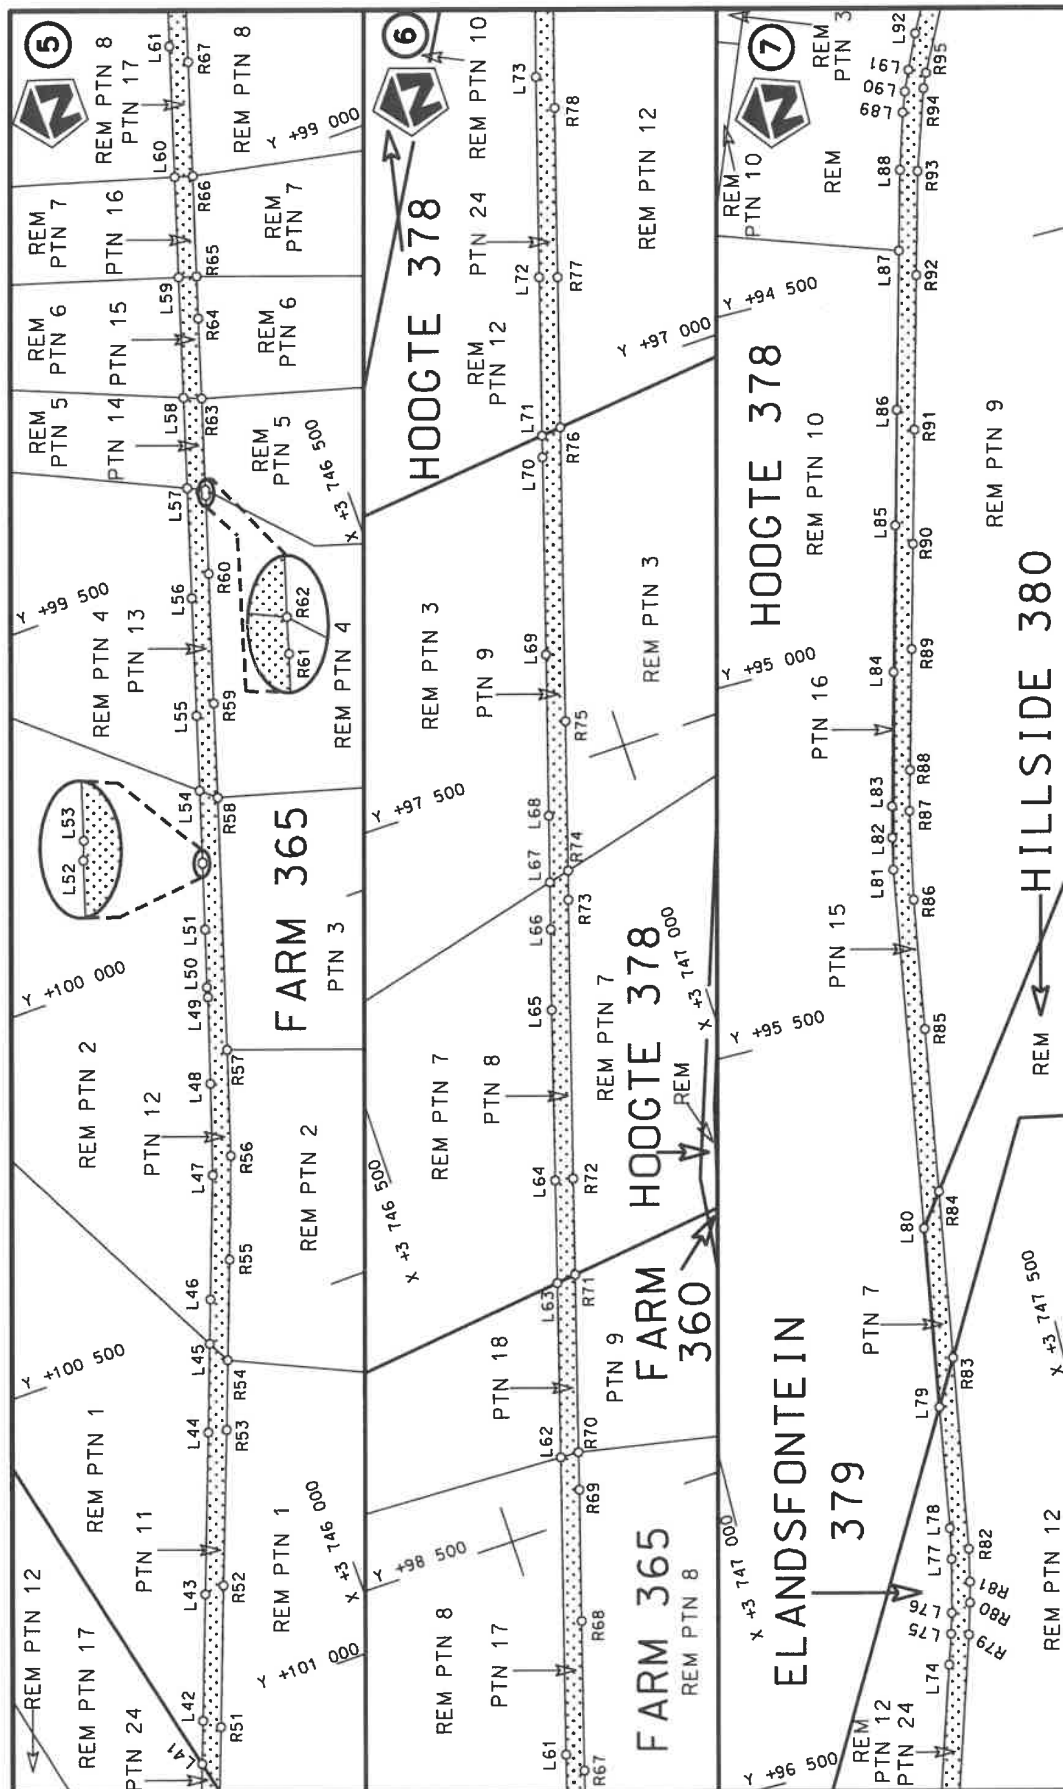 5
REM PTN 12
REM PTN 17
PTN 24
L41
L42
R51
Y +101 000
REM PTN 1
PTN 11
L43
R52
REM PTN 1
X +3 746 000
L44
R53
Y +100 500
L45
R54
L46
R55
REM PTN 2
PTN 12
L47
R56
REM PTN 2
L48
R57
Y +100 000
L49
L50
L51
FARM 365
PTN 3
L52
L53
L54
R58
REM PTN 4
PTN 13
L55
R59
Y +99 500
L56
R60
REM PTN 4
R61
R62
X +3 746 500
L57
REM
PTN 5
PTN 14
L58
R63
REM
PTN 5
REM
PTN 6
PTN 15
L59
R64
REM
PTN 6
R65
REM
PTN 7
PTN 16
L60
R66
REM
PTN 7
REM PTN 8
PTN 17
L61
R67
REM PTN 8
Y +99 000
N
6
L61
R67
REM PTN 8
PTN 17
R68
FARM 365
REM PTN 8
Y +98 500
X +3 747 000
R69
L62
R70
PTN 18
PTN 9
L63
R71
FARM
360
X +3 746 500
L64
R72
REM PTN 7
PTN 8
L65
REM PTN 7
HOOGTE 378
REM
X +3 747 000
L66
R73
L67
R74
Y +97 500
L68
R75
REM PTN 3
PTN 9
L69
REM PTN 3
L70
L71
R76
HOOGTE 378
REM
PTN 12
Y +97 000
L72
R77
PTN 24
REM PTN 10
L73
R78
REM PTN 12
N
7
Y +96 500
REM
PTN 12
PTN 24
L74
L75
L76
R79
R80
R81
L77
L78
R82
REM PTN 12
ELANDSFONTEIN
379
L79
R83
X +3 747 500
PTN 7
L80
R84
REM
HILLSIDE 380
Y +95 500
R85
PTN 15
R86
L81
L82
L83
R87
R88
PTN 16
L84
R89
Y +95 000
HOOGTE 378
REM PTN 10
L85
R90
L86
R91
REM PTN 9
Y +94 500
L87
R92
REM
PTN 10
REM
L88
R93
L89
L90
L91
R94
L92
R95
REM
PTN 3
N